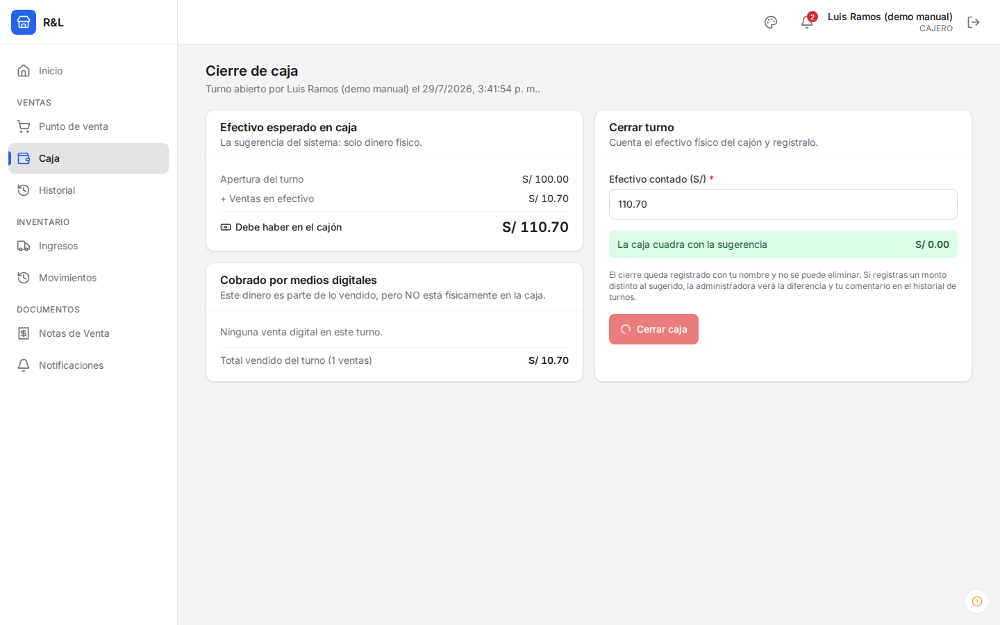 R&L
2
Luis Ramos (demo manual)
CAJERO
Inicio
VENTAS
Punto de venta
Caja
Historial
INVENTARIO
Ingresos
Movimientos
DOCUMENTOS
Notas de Venta
Notificaciones
Cierre de caja
Turno abierto por Luis Ramos (demo manual) el 29/7/2026, 3:41:54 p. m..
Efectivo esperado en caja
La sugerencia del sistema: solo dinero físico.
Apertura del turno S/ 100.00
+ Ventas en efectivo S/ 10.70
Debe haber en el cajón S/ 110.70
Cobrado por medios digitales
Este dinero es parte de lo vendido, pero NO está físicamente en la caja.
Ninguna venta digital en este turno.
Total vendido del turno (1 ventas) S/ 10.70
Cerrar turno
Cuenta el efectivo físico del cajón y regístralo.
Efectivo contado (S/) *
110.70
La caja cuadra con la sugerencia S/ 0.00
El cierre queda registrado con tu nombre y no se puede eliminar. Si registras un monto
distinto al sugerido, la administradora verá la diferencia y tu comentario en el historial de
turnos.
Cerrar caja